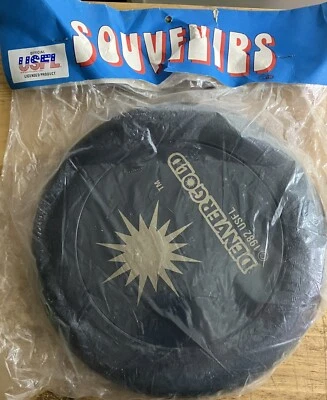 OFFICIAL
USFL
LICENSED PRODUCT
SOUVENIRS
DENVER GOLD
TM
©1982 USFL